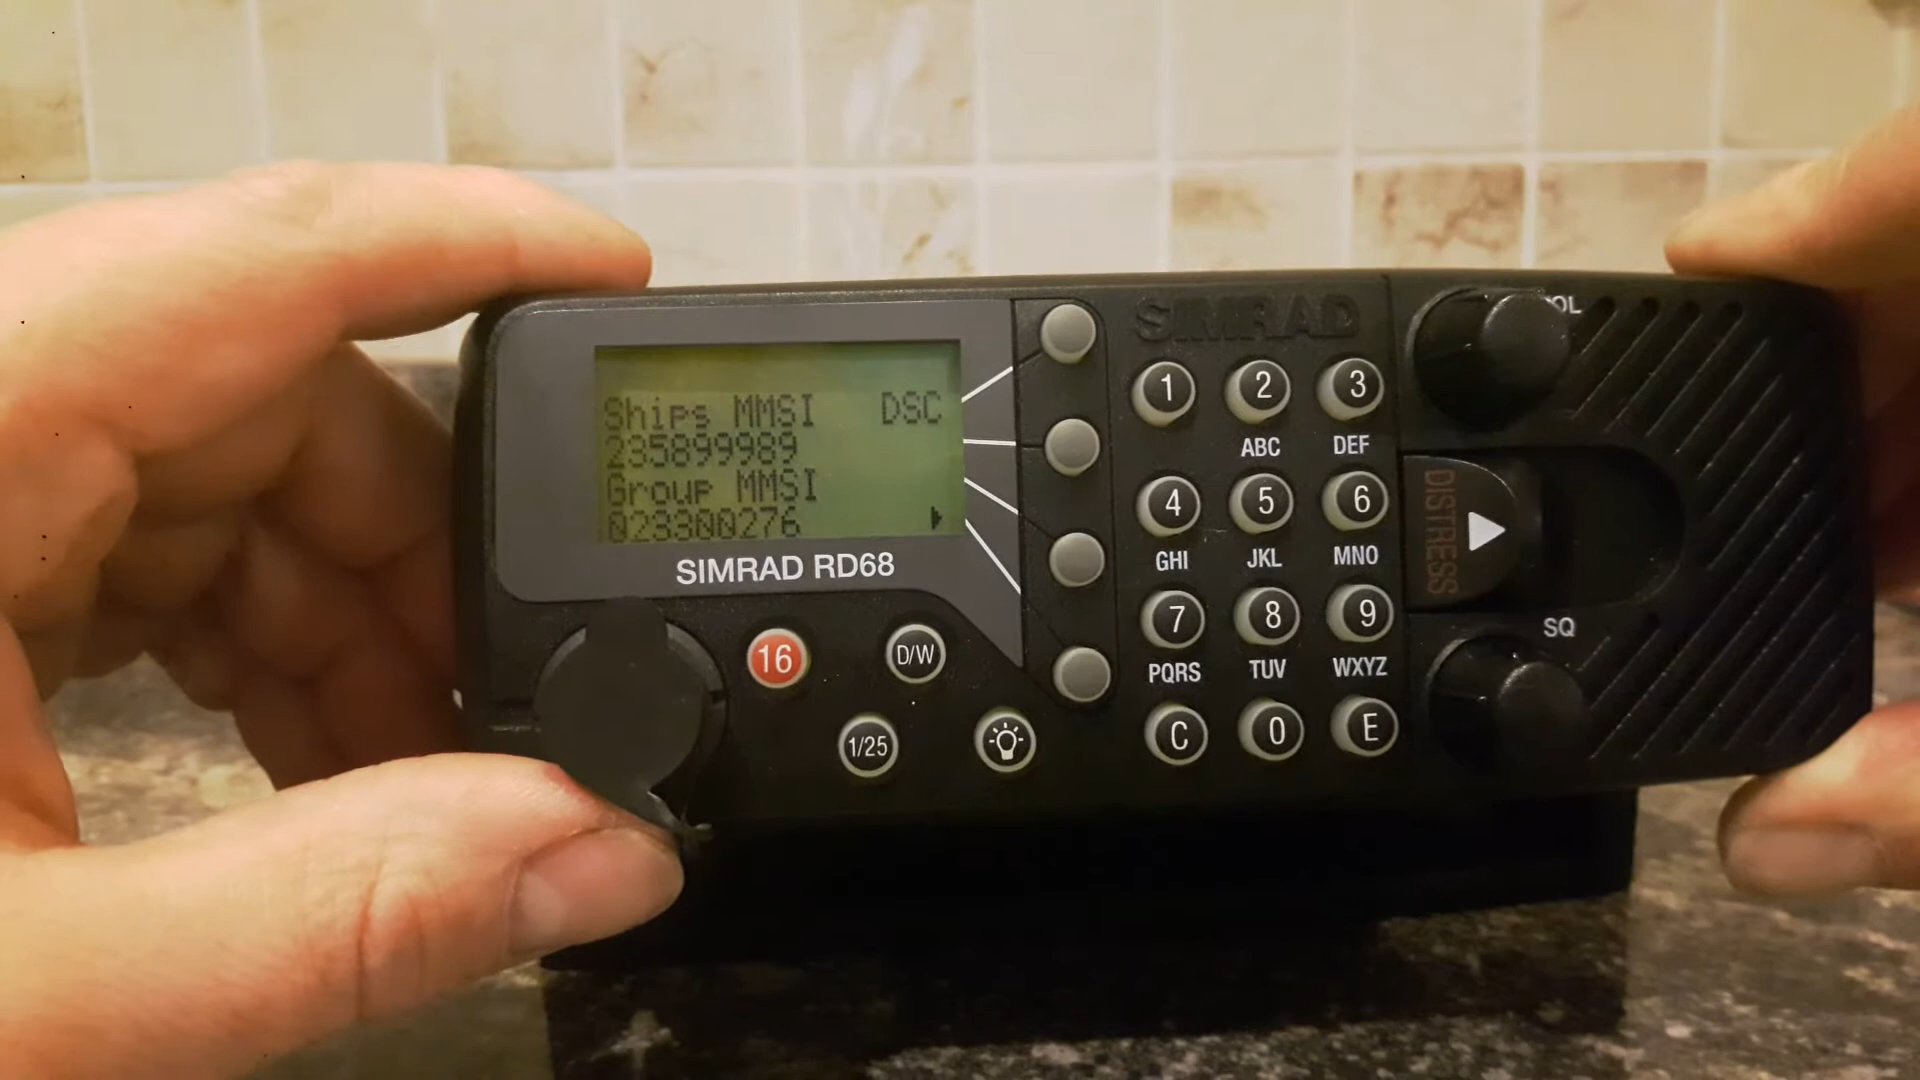 Ships MMSI DSC
235899989
Group MMSI
023300276
SIMRAD RD68
16
D/W
1/25
SIMRAD
1 2 3
ABC DEF
4 5 6
GHI JKL MNO
7 8 9
PQRS TUV WXYZ
C 0 E
DISTRESS
SQ